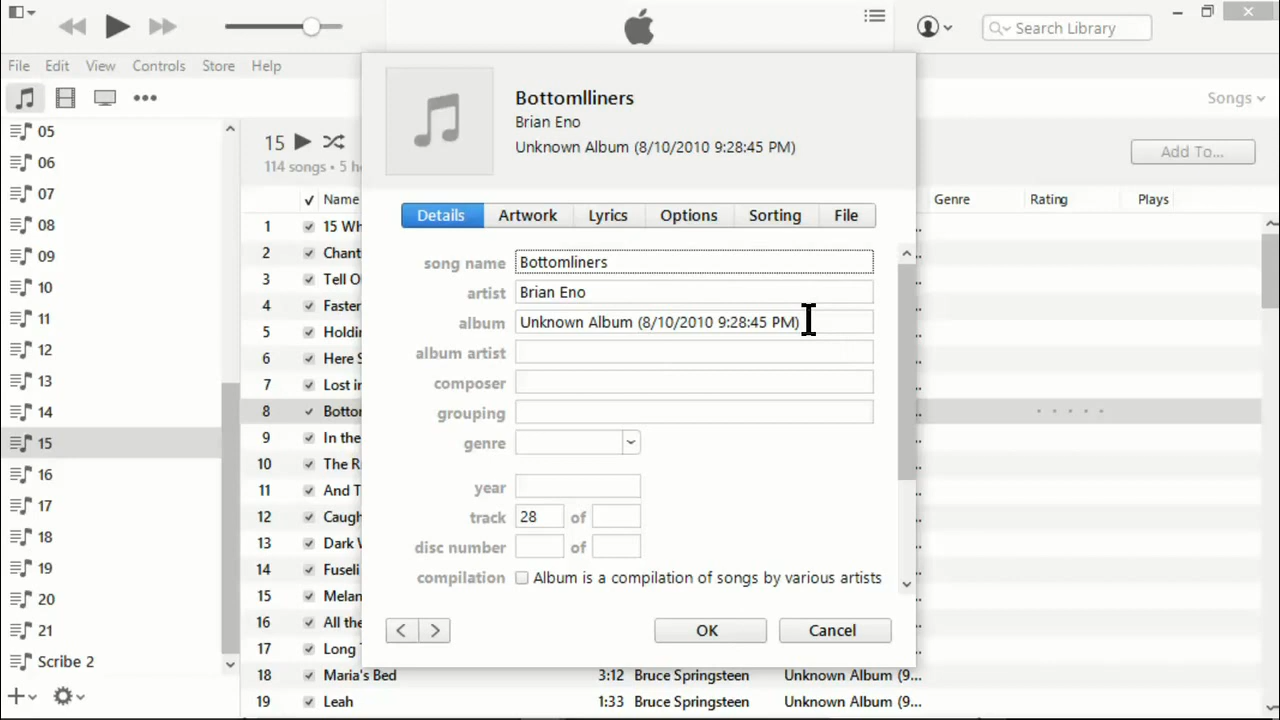 Search Library
File Edit View Controls Store Help
Songs
05
06
07
08
09
10
11
12
13
14
15
16
17
18
19
20
21
Scribe 2
15
114 songs • 5 h
Add To...
✓ Name Genre Rating Plays
1 15 Wh
2 Chant
3 Tell O
4 Faster
5 Holdin
6 Here S
7 Lost in
8 Bottor
9 In the
10 The R
11 And T
12 Caugh
13 Dark W
14 Fuseli
15 Melan
16 All the
17 Long T
18 Maria's Bed 3:12 Bruce Springsteen Unknown Album (9...
19 Leah 1:33 Bruce Springsteen Unknown Album (9...
Bottomlliners
Brian Eno
Unknown Album (8/10/2010 9:28:45 PM)
Details Artwork Lyrics Options Sorting File
song name Bottomliners
artist Brian Eno
album Unknown Album (8/10/2010 9:28:45 PM)
album artist
composer
grouping
genre
year
track 28 of
disc number of
compilation Album is a compilation of songs by various artists
OK Cancel